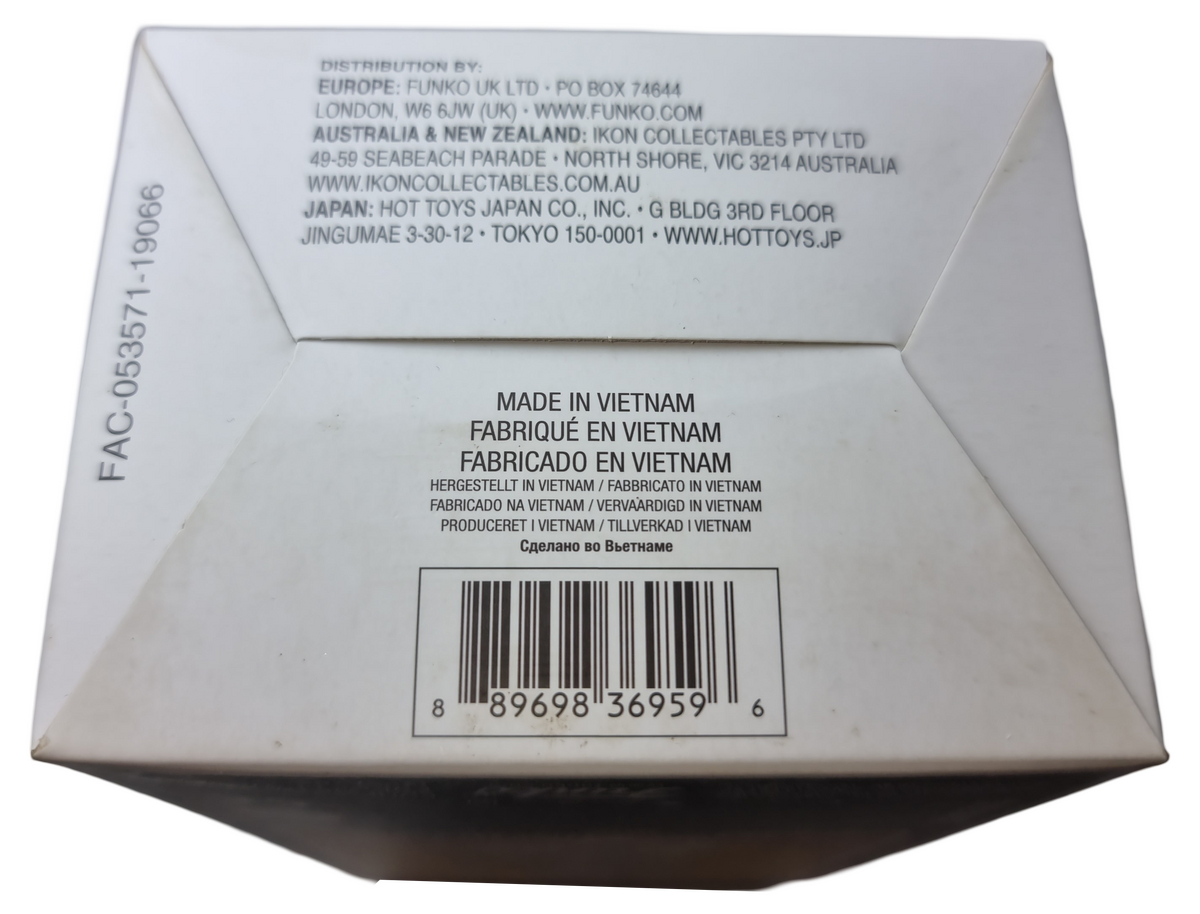 DISTRIBUTION BY:
EUROPE: FUNKO UK LTD • PO BOX 74644
LONDON, W6 6JW (UK) • WWW.FUNKO.COM
AUSTRALIA & NEW ZEALAND: IKON COLLECTABLES PTY LTD
49-59 SEABEACH PARADE • NORTH SHORE, VIC 3214 AUSTRALIA
WWW.IKONCOLLECTABLES.COM.AU
JAPAN: HOT TOYS JAPAN CO., INC. • G BLDG 3RD FLOOR
JINGUMAE 3-30-12 • TOKYO 150-0001 • WWW.HOTTOYS.JP
FAC-053571-19066
MADE IN VIETNAM
FABRIQUÉ EN VIETNAM
FABRICADO EN VIETNAM
HERGESTELLT IN VIETNAM / FABBRICATO IN VIETNAM
FABRICADO NA VIETNAM / VERVAARDIGD IN VIETNAM
PRODUCERET I VIETNAM / TILLVERKAD I VIETNAM
Сделано во Вьетнаме
8 89698 36959 6